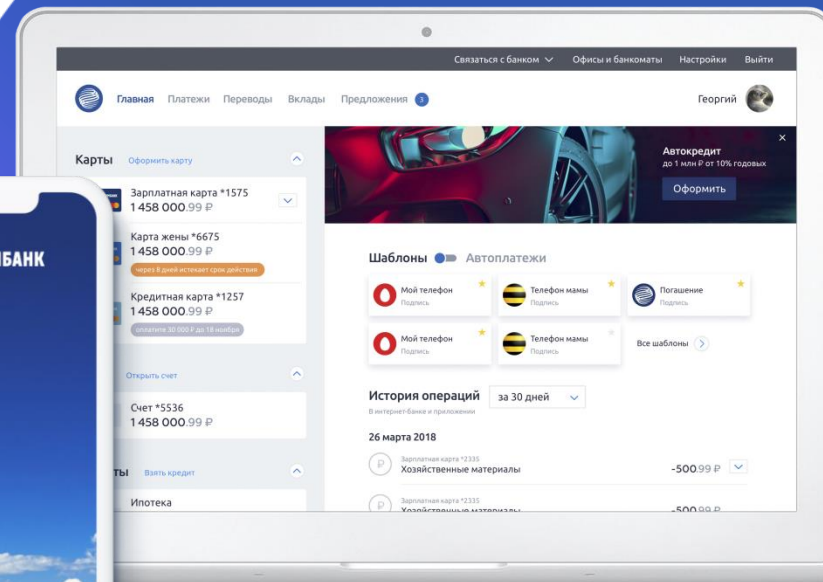 Связаться с банком
Офисы и банкоматы
Настройки
Выйти
Главная
Платежи
Переводы
Вклады
Предложения
3
Георгий
Карты
Оформить карту
Зарплатная карта *1575
1 458 000.99 ₽
Карта жены *6675
1 458 000.99 ₽
через 8 дней истекает срок действия
Кредитная карта *1257
1 458 000.99 ₽
оплатите 30 000 ₽ до 18 ноября
Открыть счет
Счет *5536
1 458 000.99 ₽
ты
Взять кредит
Ипотека
БАНК
Автокредит
до 1 млн ₽ от 10% годовых
Оформить
Шаблоны
Автоплатежи
Мой телефон
Подпись
Телефон мамы
Подпись
Погашение
Подпись
Мой телефон
Подпись
Телефон мамы
Подпись
Все шаблоны
История операций
за 30 дней
В интернет-банке и приложении
26 марта 2018
Зарплатная карта *2335
Хозяйственные материалы
-500.99 ₽
Зарплатная карта *2335
Хозяйственные материалы
-500.99 ₽